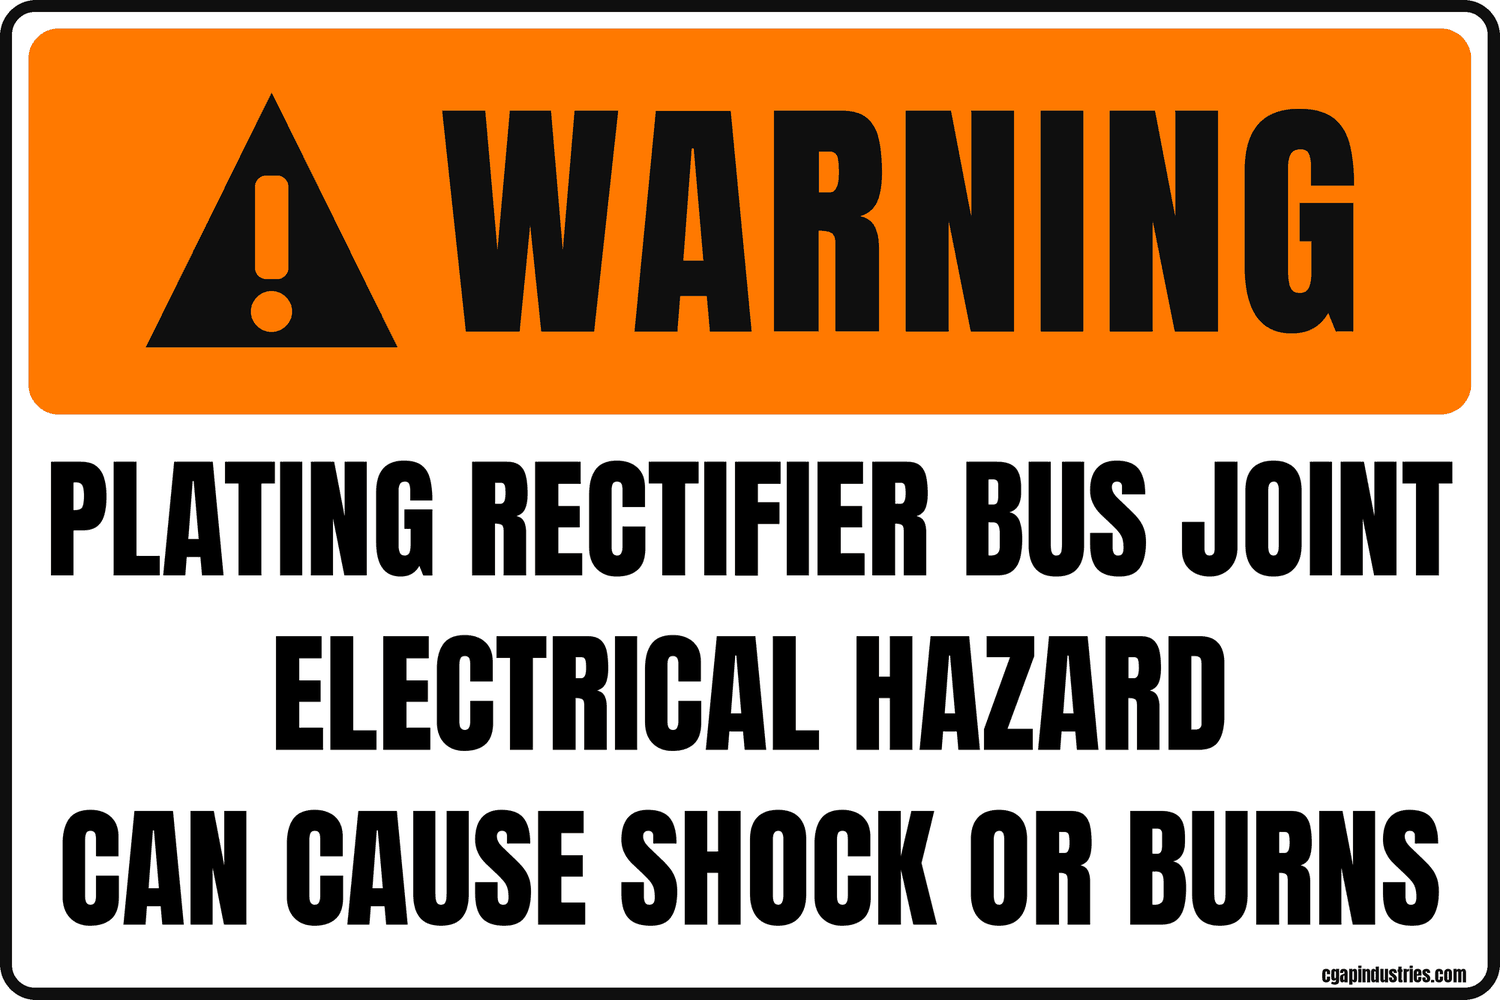 WARNING
PLATING RECTIFIER BUS JOINT
ELECTRICAL HAZARD
CAN CAUSE SHOCK OR BURNS
cgapindustries.com